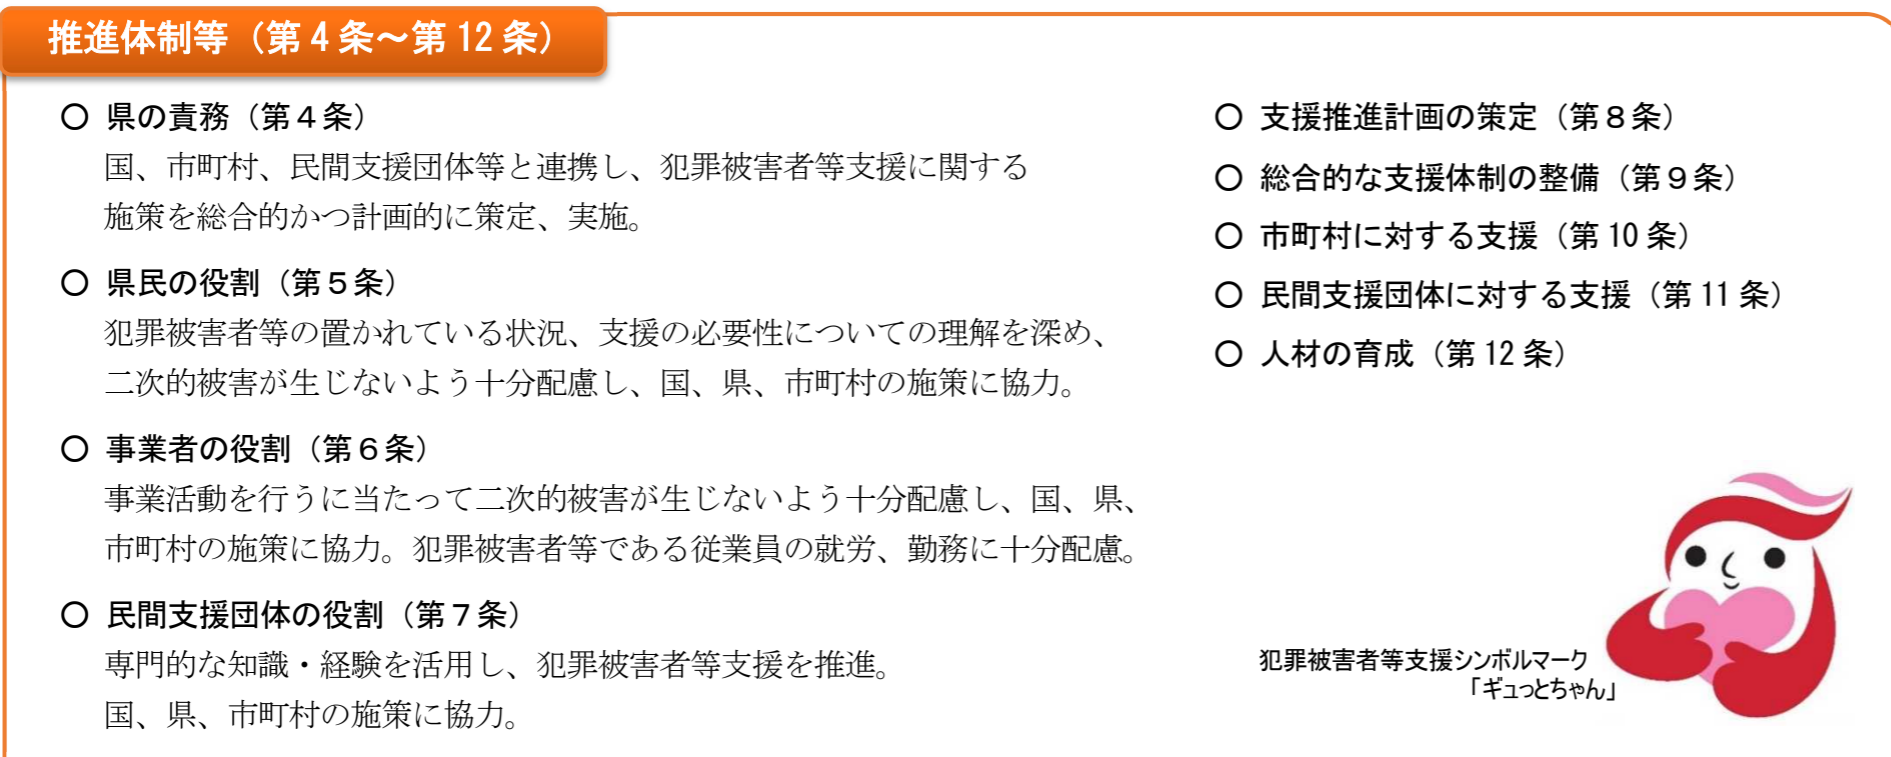 推進体制等（第４条～第 12 条）
○ 県の責務（第４条）
国、市町村、民間支援団体等と連携し、犯罪被害者等支援に関する
施策を総合的かつ計画的に策定、実施。
○ 県民の役割（第５条）
犯罪被害者等の置かれている状況、支援の必要性についての理解を深め、
二次的被害が生じないよう十分配慮し、国、県、市町村の施策に協力。
○ 事業者の役割（第６条）
事業活動を行うに当たって二次的被害が生じないよう十分配慮し、国、県、
市町村の施策に協力。犯罪被害者等である従業員の就労、勤務に十分配慮。
○ 民間支援団体の役割（第７条）
専門的な知識・経験を活用し、犯罪被害者等支援を推進。
国、県、市町村の施策に協力。
○ 支援推進計画の策定（第８条）
○ 総合的な支援体制の整備（第９条）
○ 市町村に対する支援（第 10 条）
○ 民間支援団体に対する支援（第 11 条）
○ 人材の育成（第 12 条）
犯罪被害者等支援シンボルマーク
「ギュっとちゃん」